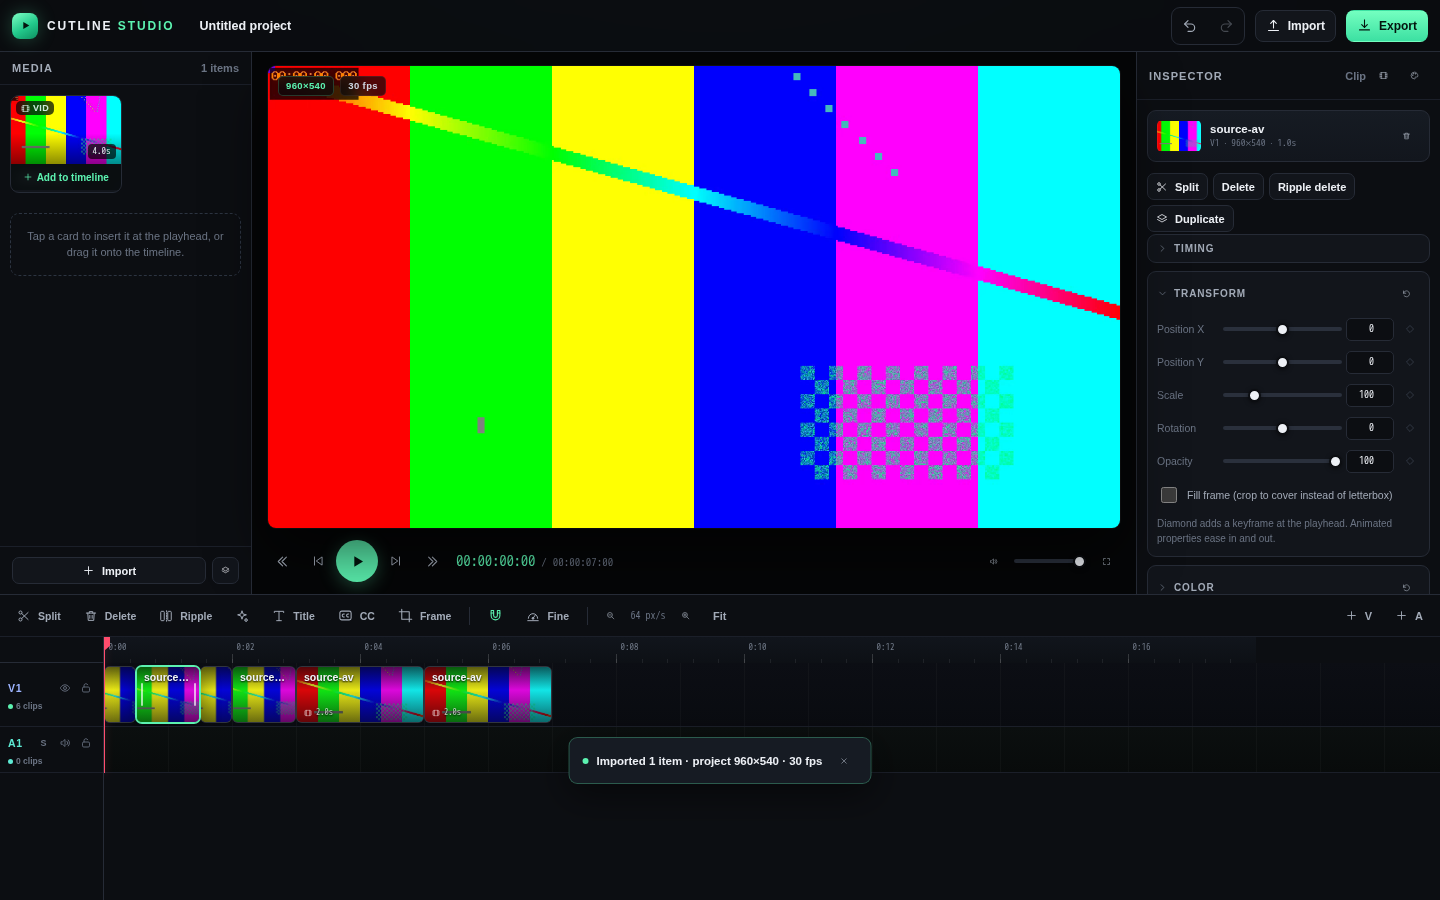 CUTLINE STUDIO
Untitled project
Import
Export
MEDIA
1 items
VID
4.0s
Add to timeline
Tap a card to insert it at the playhead, or
drag it onto the timeline.
Import
00:00:00.000
960×540
30 fps
00:00:00:00 / 00:00:07:00
INSPECTOR
Clip
source-av
V1 · 960×540 · 1.0s
Split
Delete
Ripple delete
Duplicate
TIMING
TRANSFORM
Position X
0
Position Y
0
Scale
100
Rotation
0
Opacity
100
Fill frame (crop to cover instead of letterbox)
Diamond adds a keyframe at the playhead. Animated
properties ease in and out.
COLOR
Split
Delete
Ripple
Title
CC
Frame
Fine
64 px/s
Fit
V
A
0:00
0:02
0:04
0:06
0:08
0:10
0:12
0:14
0:16
V1
6 clips
source…
source…
source-av
2.0s
source-av
2.0s
A1
S
0 clips
Imported 1 item · project 960×540 · 30 fps